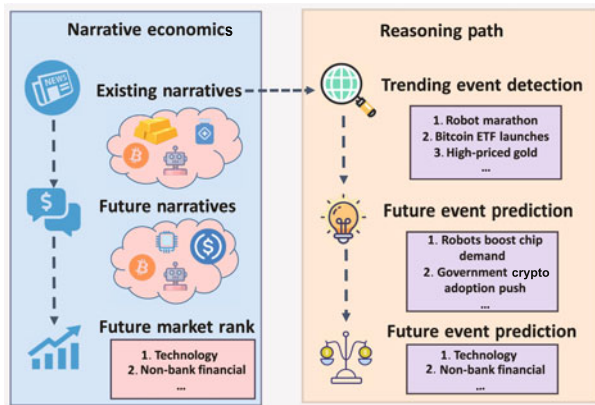 Narrative economics
NEWS
Existing narratives
Future narratives
Future market rank
1. Technology
2. Non-bank financial
...
Reasoning path
Trending event detection
1. Robot marathon
2. Bitcoin ETF launches
3. High-priced gold
...
Future event prediction
1. Robots boost chip
demand
2. Government crypto
adoption push
...
Future event prediction
1. Technology
2. Non-bank financial
...